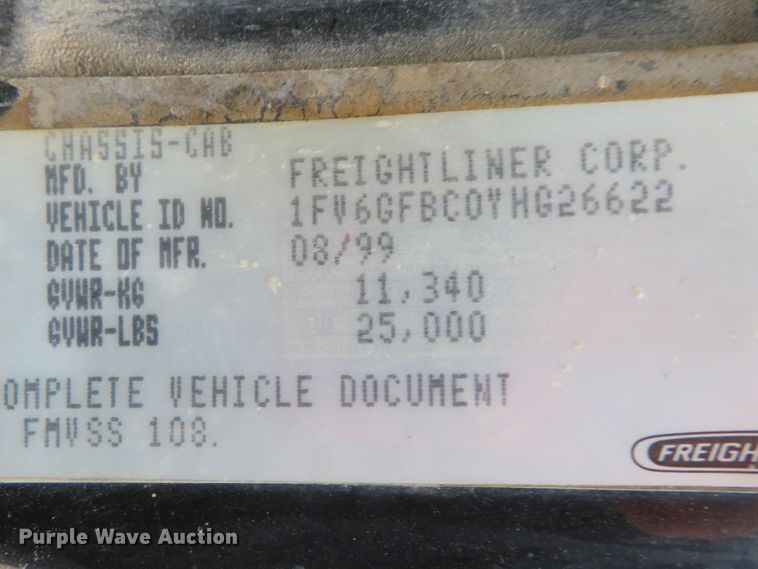 CHASSIS-CAB
MFD. BY FREIGHTLINER CORP.
VEHICLE ID NO. 1FV6GFBC0YHG26622
DATE OF MFR. 08/99
GVWR-KG 11,340
GVWR-LBS 25,000
OMPLETE VEHICLE DOCUMENT
FMVSS 108.
FREIGH
Purple Wave Auction